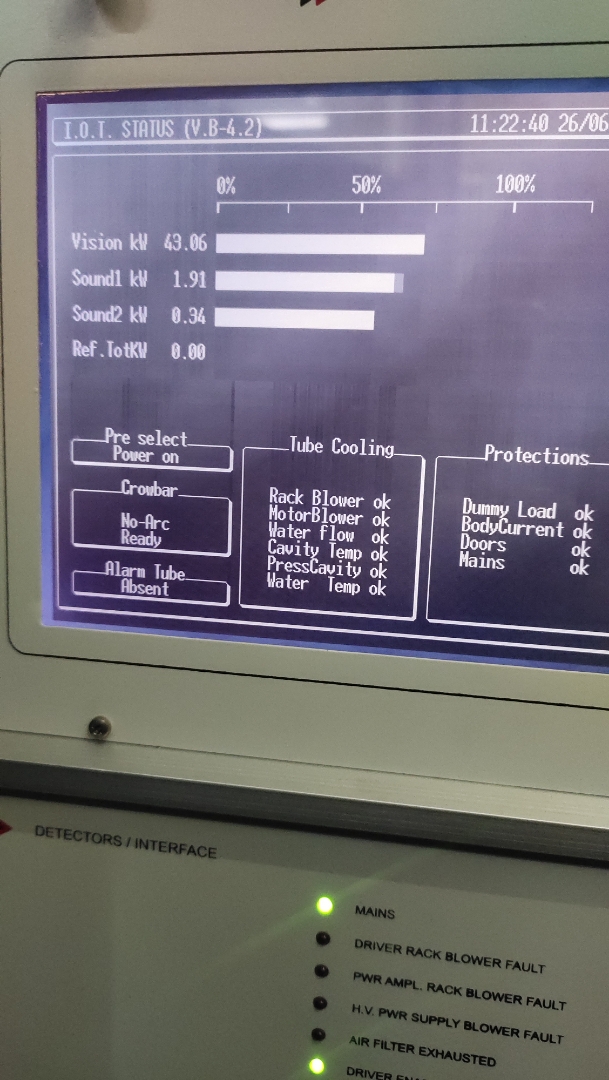 I.O.T. STATUS (V.B-4.2) 11:22:40 26/06
0% 50% 100%
Vision kW 43.06
Sound1 kW 1.91
Sound2 kW 0.34
Ref.TotKW 0.00
Pre select
Power on
Crowbar
No-Arc
Ready
Alarm Tube
Absent
Tube Cooling
Rack Blower ok
MotorBlower ok
Water flow ok
Cavity Temp ok
PressCavity ok
Water Temp ok
Protections
Dummy Load ok
BodyCurrent ok
Doors ok
Mains ok
DETECTORS / INTERFACE
MAINS
DRIVER RACK BLOWER FAULT
PWR AMPL. RACK BLOWER FAULT
H.V. PWR SUPPLY BLOWER FAULT
AIR FILTER EXHAUSTED
DRIVER